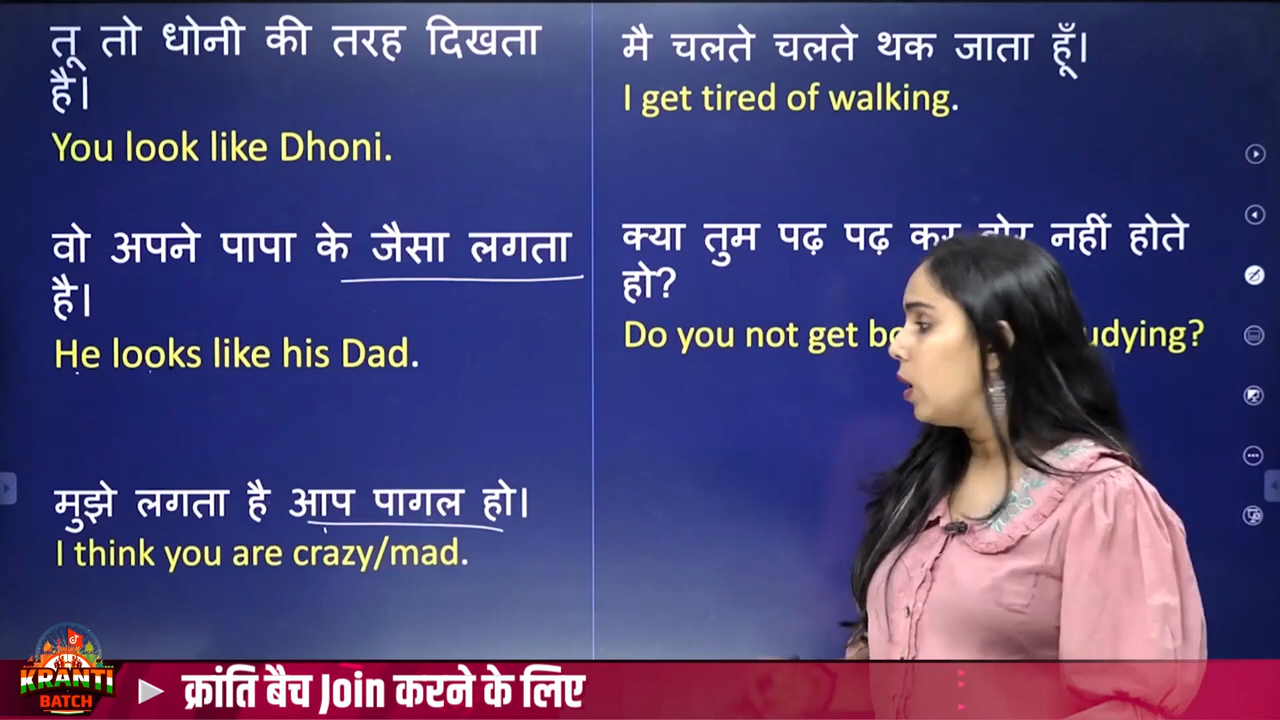 तू तो धोनी की तरह दिखता
है।
You look like Dhoni.
वो अपने पापा के जैसा लगता
है।
He looks like his Dad.
मुझे लगता है आप पागल हो।
I think you are crazy/mad.
मै चलते चलते थक जाता हूँ।
I get tired of walking.
क्या तुम पढ़ पढ़ कर बोर नहीं होते
हो?
Do you not get
KRANTI
BATCH
क्रांति बैच Join करने के लिए